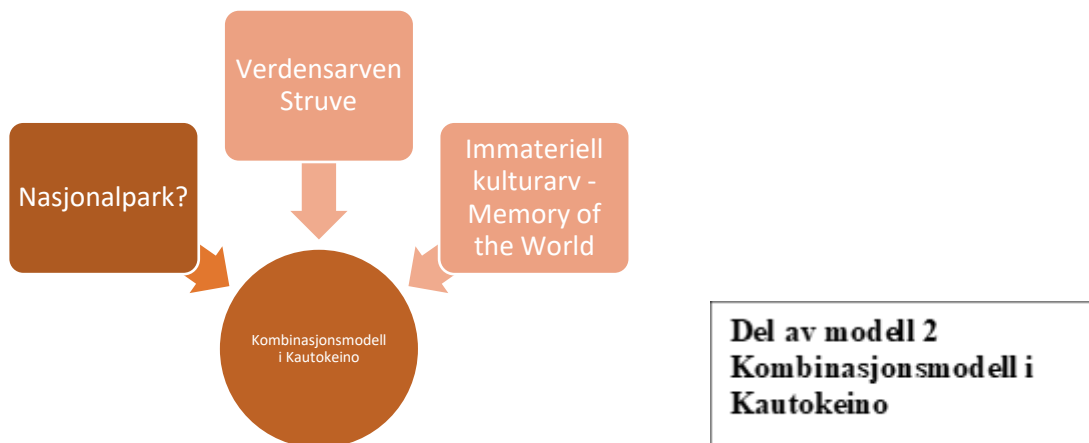 Verdensarven
Struve
Nasjonalpark?
Immateriell
kulturarv -
Memory of
the World
Kombinasjonsmodell
i Kautokeino
Del av modell 2
Kombinasjonsmodell i
Kautokeino